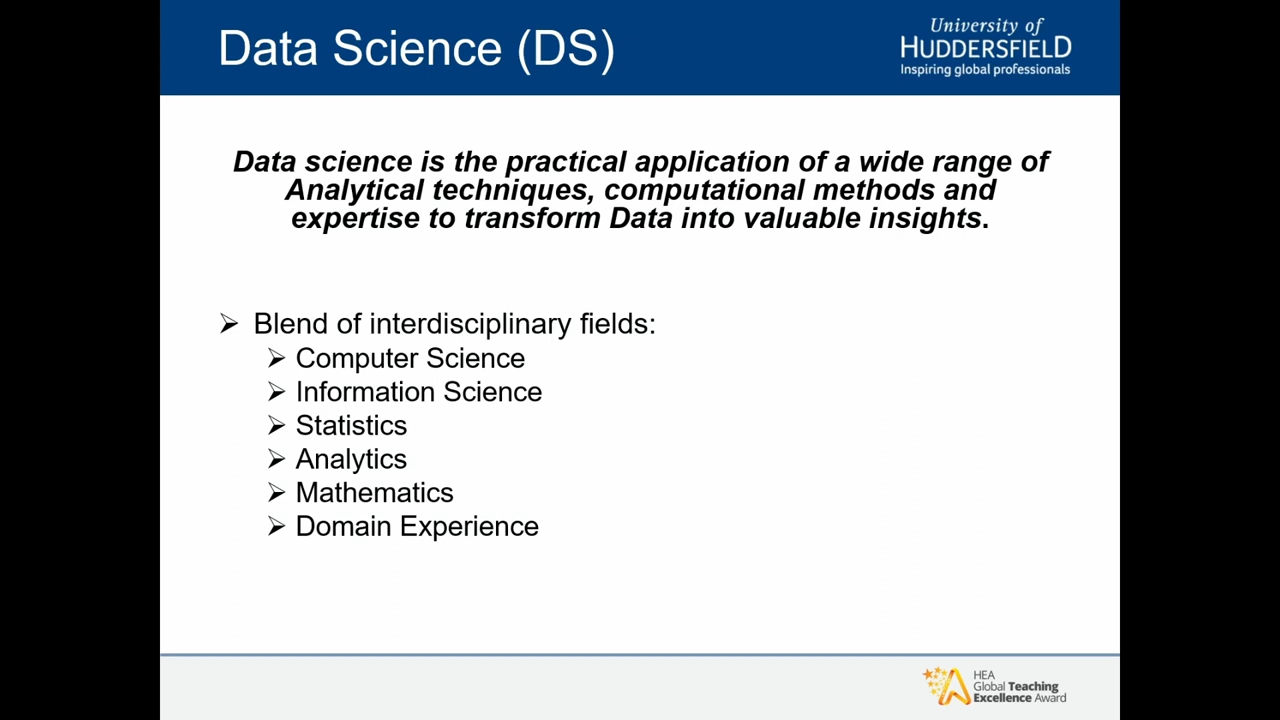 Data Science (DS)
University of
HUDDERSFIELD
Inspiring global professionals
Data science is the practical application of a wide range of
Analytical techniques, computational methods and
expertise to transform Data into valuable insights.
➢ Blend of interdisciplinary fields:
➢ Computer Science
➢ Information Science
➢ Statistics
➢ Analytics
➢ Mathematics
➢ Domain Experience
HEA
Global Teaching
Excellence Award